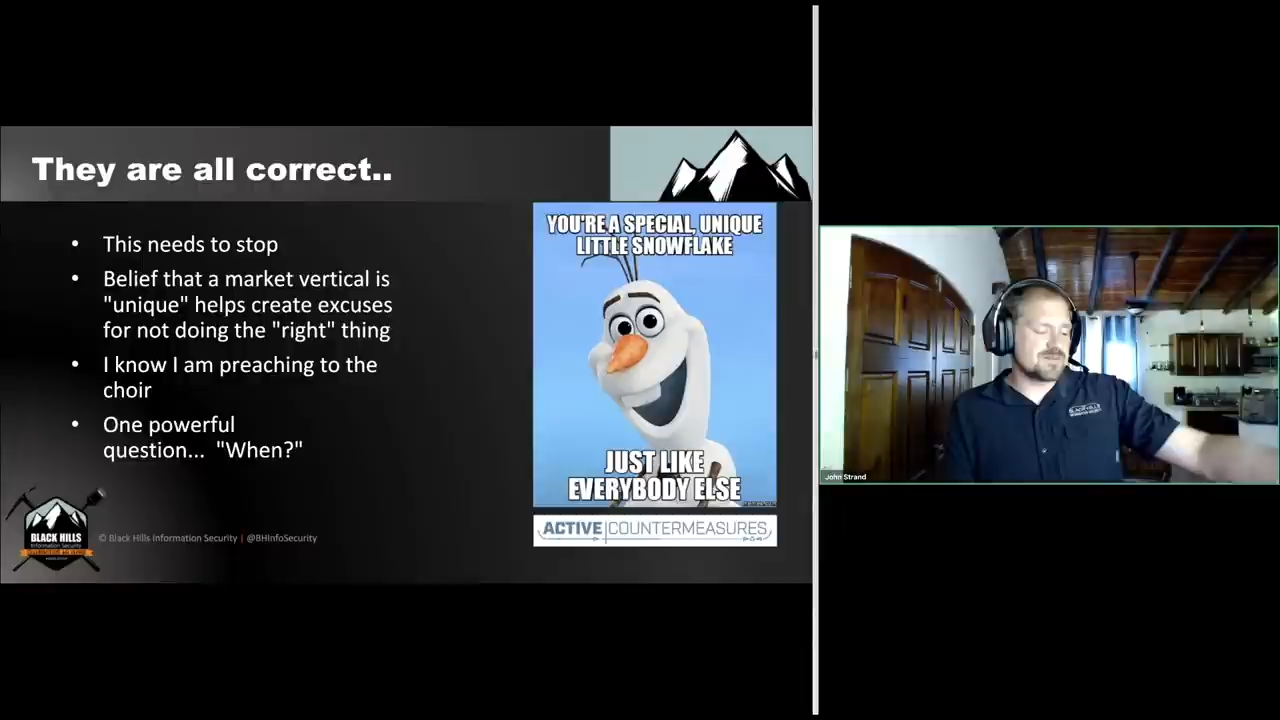 They are all correct..
YOU'RE A SPECIAL, UNIQUE
LITTLE SNOWFLAKE
• This needs to stop
• Belief that a market vertical is
"unique" helps create excuses
for not doing the "right" thing
• I know I am preaching to the
choir
• One powerful
question... "When?"
JUST LIKE
EVERYBODY ELSE
ACTIVE|COUNTERMEASURES
BLACK HILLS
Information Security
© Black Hills Information Security | @BHInfoSecurity
BLACK HILLS
John Strand